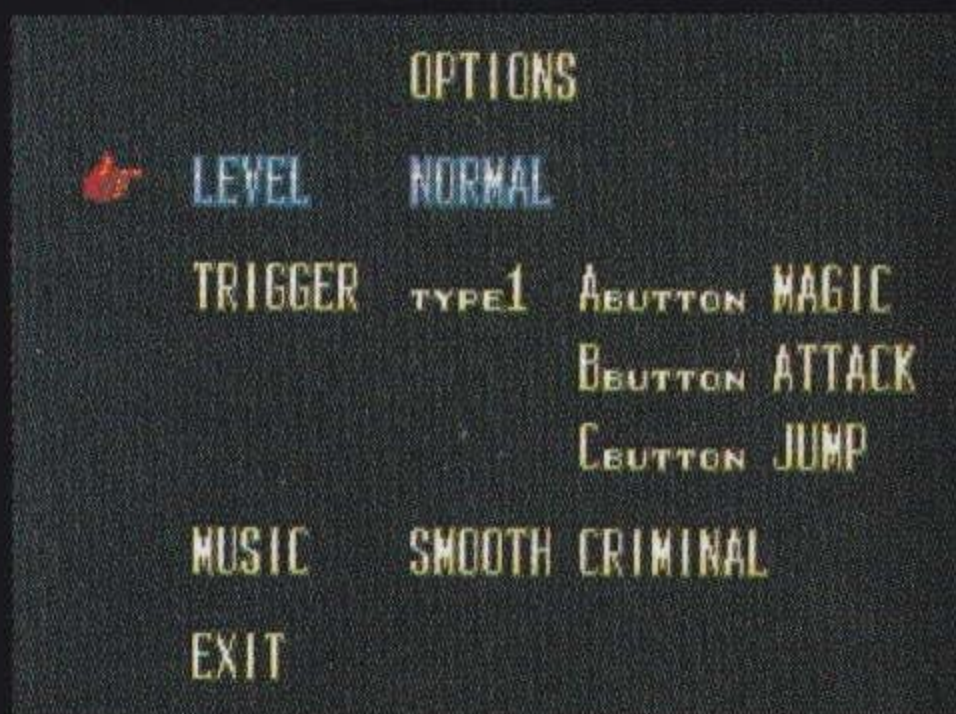 OPTIONS
LEVEL NORMAL
TRIGGER TYPE1 ABUTTON MAGIC
BBUTTON ATTACK
CBUTTON JUMP
MUSIC SMOOTH CRIMINAL
EXIT